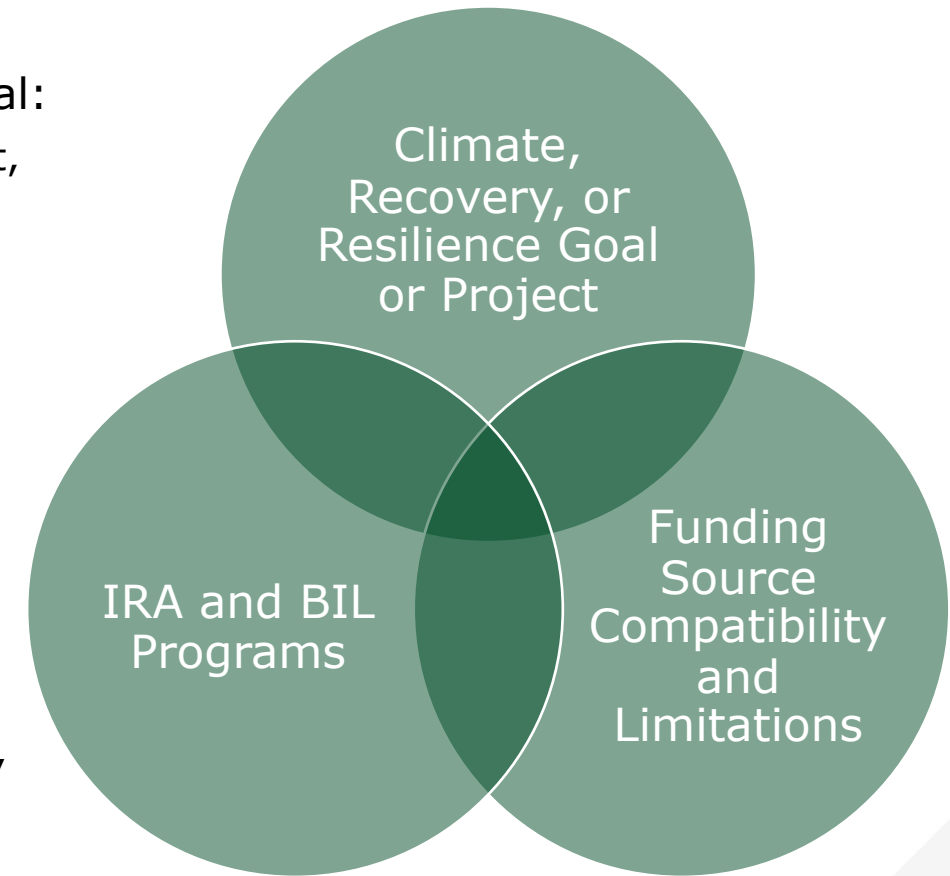 al:
t,
Climate,
Recovery, or
Resilience Goal
or Project
IRA and BIL
Programs
Funding
Source
Compatibility
and
Limitations